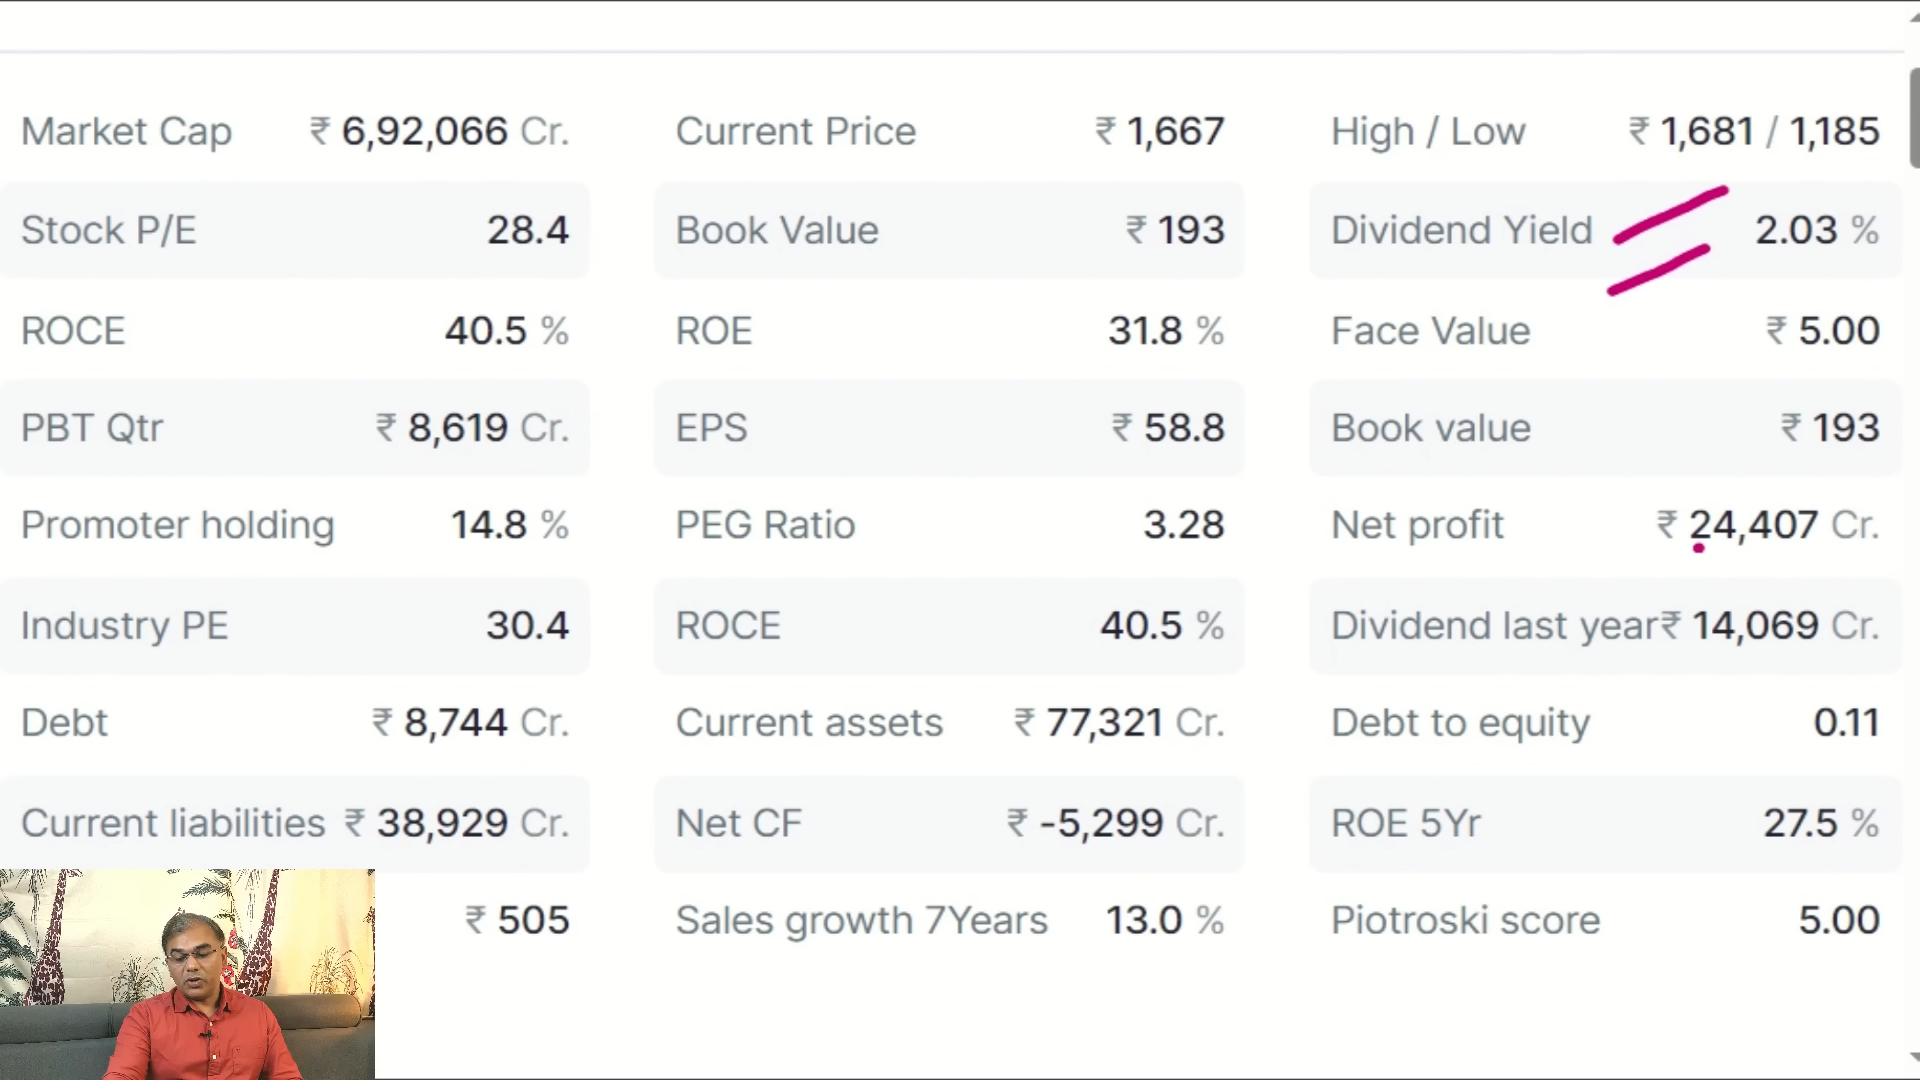 Market Cap ₹ 6,92,066 Cr. Current Price ₹ 1,667 High / Low ₹ 1,681 / 1,185
Stock P/E 28.4 Book Value ₹ 193 Dividend Yield 2.03 %
ROCE 40.5 % ROE 31.8 % Face Value ₹ 5.00
PBT Qtr ₹ 8,619 Cr. EPS ₹ 58.8 Book value ₹ 193
Promoter holding 14.8 % PEG Ratio 3.28 Net profit ₹ 24,407 Cr.
Industry PE 30.4 ROCE 40.5 % Dividend last year ₹ 14,069 Cr.
Debt ₹ 8,744 Cr. Current assets ₹ 77,321 Cr. Debt to equity 0.11
Current liabilities ₹ 38,929 Cr. Net CF ₹ -5,299 Cr. ROE 5Yr 27.5 %
₹ 505 Sales growth 7Years 13.0 % Piotroski score 5.00